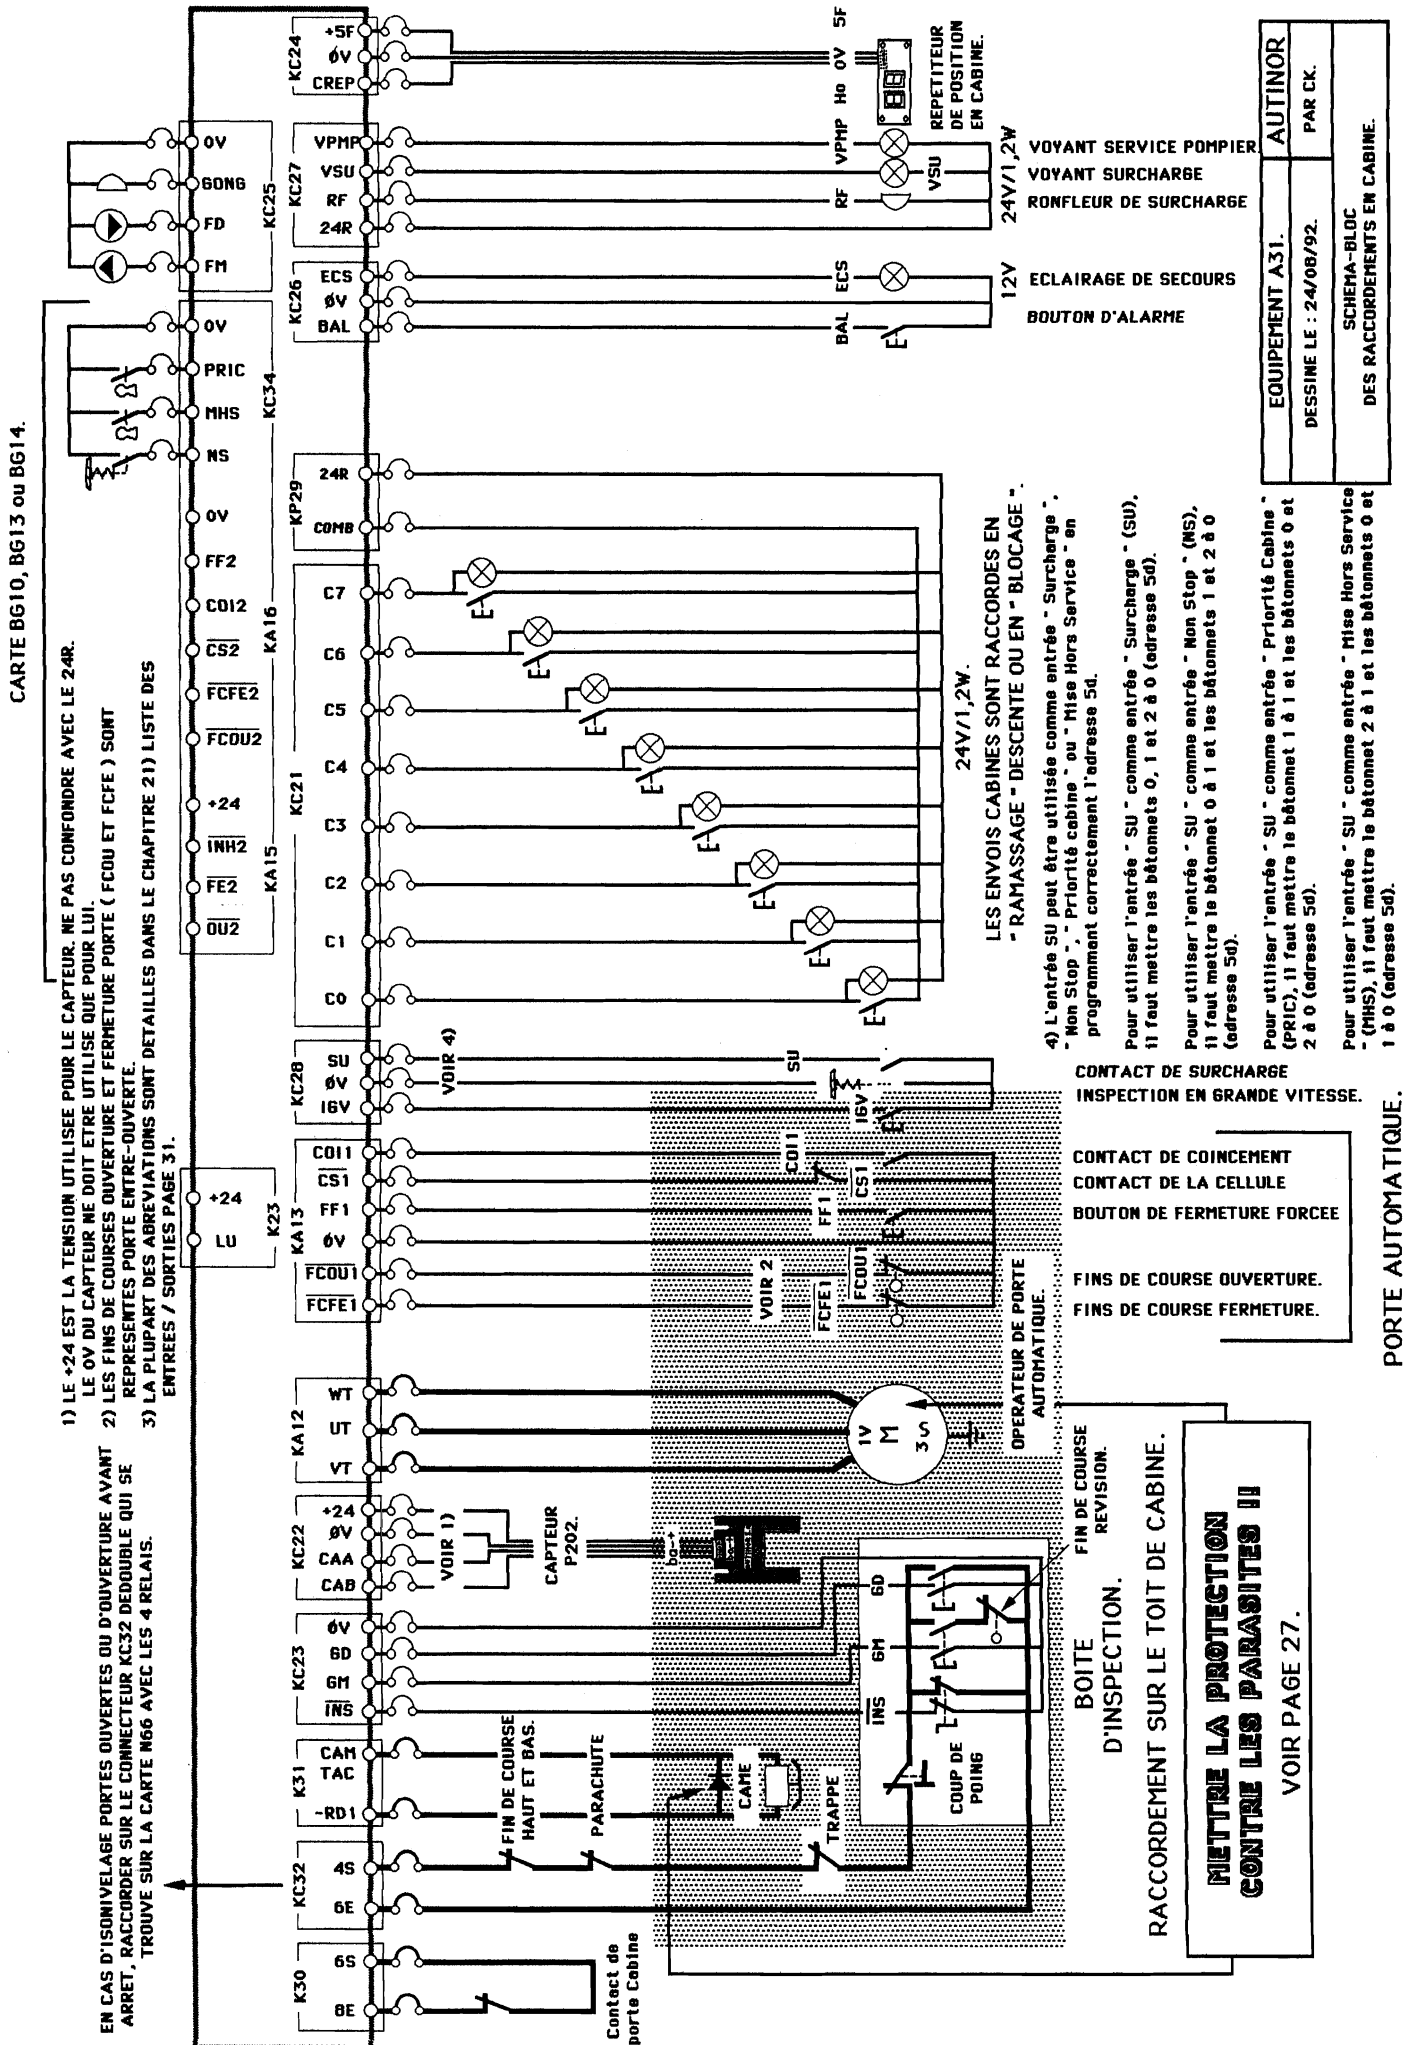 CARTE BG10, BG13 ou BG14.
1) LE +24 EST LA TENSION UTILISEE POUR LE CAPTEUR. NE PAS CONFONDRE AVEC LE 24R.
LE 0V DU CAPTEUR NE DOIT ETRE UTILISE QUE POUR LUI.
2) LES FINS DE COURSES OUVERTURE ET FERMETURE PORTE ( FCOU ET FCFE ) SONT
REPRESENTES PORTE ENTRE-OUVERTE.
3) LA PLUPART DES ABREVIATIONS SONT DETAILLES DANS LE CHAPITRE 21) LISTE DES
ENTREES / SORTIES PAGE 31.
EN CAS D'ISONIVELAGE PORTES OUVERTES OU D'OUVERTURE AVANT
ARRET, RACCORDER SUR LE CONNECTEUR KC32 DEDOUBLE QUI SE
TROUVE SUR LA CARTE N66 AVEC LES 4 RELAIS.
LU
+24
K23
OU2
FE2
INH2
+24
KA15
FCOU2
FCFE2
CS2
COI2
FF2
0V
KA16
NS
MHS
PRIC
0V
KC34
FM
FD
GONG
0V
KC25
K30
8E
6S
KC32
6E
4S
K31
~RD1
CAM
TAC
KC23
INS
GM
GD
ØV
KC22
CAB
CAA
ØV
+24
KA12
VT
UT
WT
KA13
FCFE1
FCOU1
ØV
FF1
CS1
COI1
KC28
IGV
ØV
SU
KC21
C0
C1
C2
C3
C4
C5
C6
C7
KP29
COMB
24R
KC26
BAL
ØV
ECS
KC27
24R
RF
VSU
VPMP
KC24
CREP
ØV
+5F
Contact de
porte Cabine
FIN DE COURSE
HAUT ET BAS.
PARACHUTE
CAME
TRAPPE
VOIR 1)
CAPTEUR
P202.
ba-+
INS
GM
GD
COUP DE
POING
BOITE
D'INSPECTION.
FIN DE COURSE
REVISION.
1V
M
S
3
OPERATEUR DE PORTE
AUTOMATIQUE.
VOIR 2
FCFE1
FCOU1
FF1
CS1
COI1
VOIR 4)
IGV
SU
RACCORDEMENT SUR LE TOIT DE CABINE.
METTRE LA PROTECTION
CONTRE LES PARASITES !!
VOIR PAGE 27.
FINS DE COURSE FERMETURE.
FINS DE COURSE OUVERTURE.
BOUTON DE FERMETURE FORCEE
CONTACT DE LA CELLULE
CONTACT DE COINCEMENT
PORTE AUTOMATIQUE.
INSPECTION EN GRANDE VITESSE.
CONTACT DE SURCHARGE
24V/1,2W.
LES ENVOIS CABINES SONT RACCORDES EN
" RAMASSAGE " DESCENTE OU EN " BLOCAGE ".
4) L'entrée SU peut être utilisée comme entrée " Surcharge ",
" Non Stop ", " Priorité cabine " ou " Mise Hors Service " en
programmant correctement l'adresse 5d.
Pour utiliser l'entrée " SU " comme entrée " Surcharge " (SU),
il faut mettre les bâtonnets 0, 1 et 2 à 0 (adresse 5d).
Pour utiliser l'entrée " SU " comme entrée " Non Stop " (NS),
il faut mettre le bâtonnet 0 à 1 et les bâtonnets 1 et 2 à 0
(adresse 5d).
Pour utiliser l'entrée " SU " comme entrée " Priorité Cabine "
(PRIC), il faut mettre le bâtonnet 1 à 1 et les bâtonnets 0 et
2 à 0 (adresse 5d).
Pour utiliser l'entrée " SU " comme entrée " Mise Hors Service
" (MHS), il faut mettre le bâtonnet 2 à 1 et les bâtonnets 0 et
1 à 0 (adresse 5d).
BAL
ECS
12V
BOUTON D'ALARME
ECLAIRAGE DE SECOURS
RF
VSU
VPMP
24V/1,2W
RONFLEUR DE SURCHARGE
VOYANT SURCHARGE
VOYANT SERVICE POMPIER.
Ho 0V 5F
REPETITEUR
DE POSITION
EN CABINE.
EQUIPEMENT A31.
AUTINOR
DESSINE LE : 24/08/92.
PAR CK.
SCHEMA-BLOC
DES RACCORDEMENTS EN CABINE.